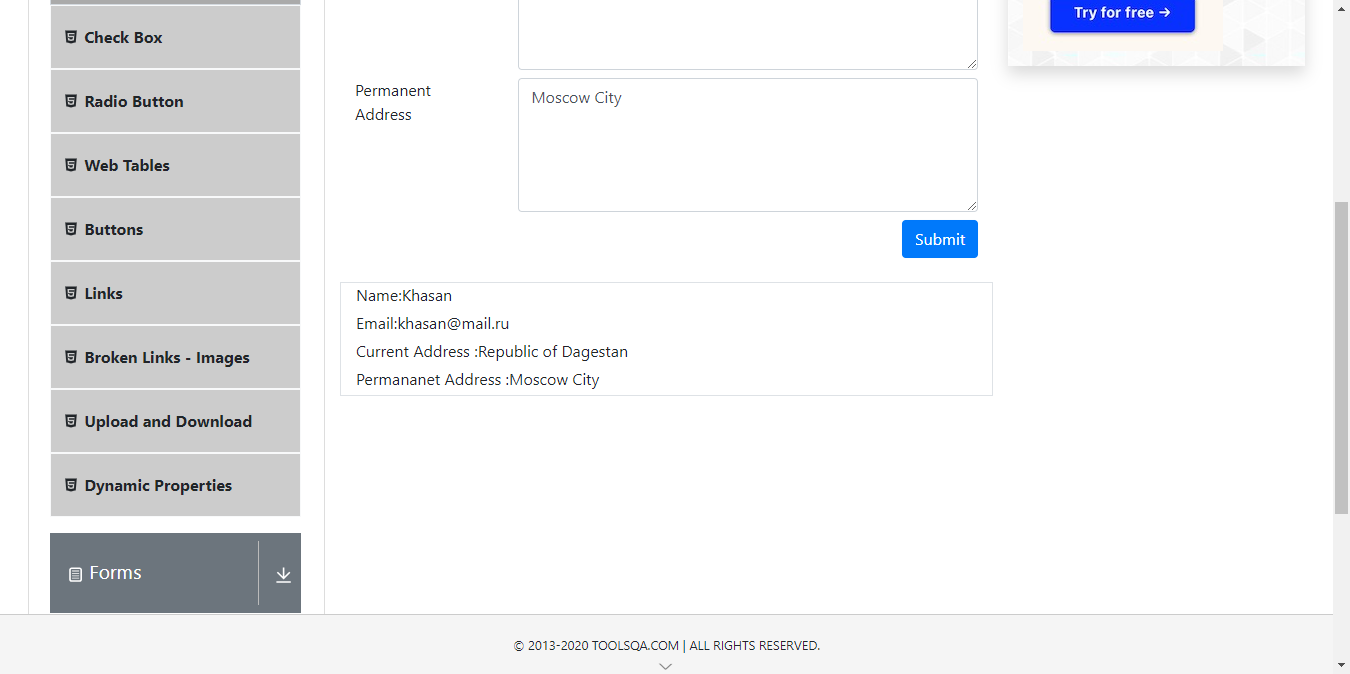 Try for free →
Check Box
Radio Button
Web Tables
Buttons
Links
Broken Links - Images
Upload and Download
Dynamic Properties
Forms
Permanent
Address
Moscow City
Submit
Name:Khasan
Email:khasan@mail.ru
Current Address :Republic of Dagestan
Permananet Address :Moscow City
© 2013-2020 TOOLSQA.COM | ALL RIGHTS RESERVED.